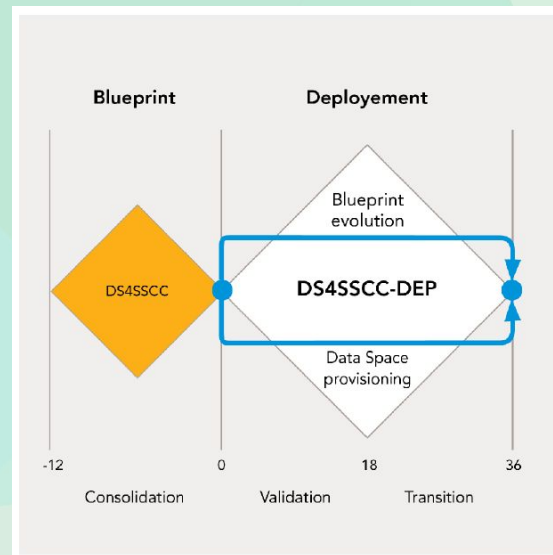 Blueprint
Deployement
Blueprint
evolution
DS4SSCC
DS4SSCC-DEP
Data Space
provisioning
-12
0
18
36
Consolidation
Validation
Transition